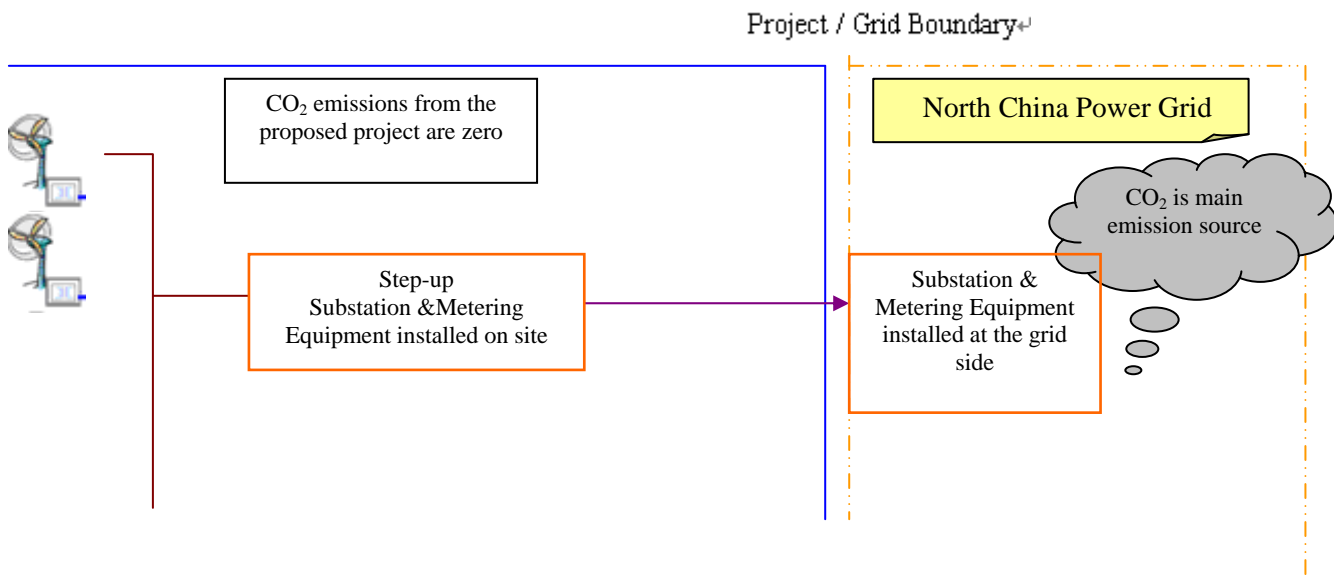 Project / Grid Boundary↵
CO₂ emissions from the
proposed project are zero
North China Power Grid
CO₂ is main
emission source
Step-up
Substation &Metering
Equipment installed on site
Substation &
Metering Equipment
installed at the grid
side